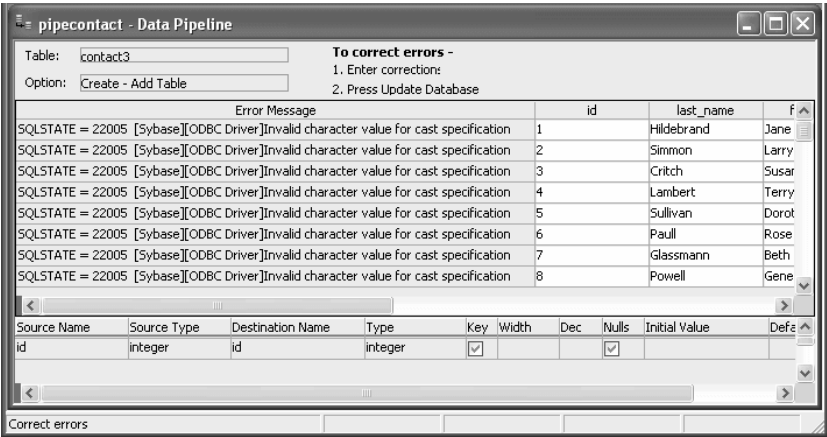 pipecontact - Data Pipeline
Table: contact3
To correct errors -
1. Enter corrections
Option: Create - Add Table
2. Press Update Database
Error Message id last_name f
SQLSTATE = 22005 [Sybase][ODBC Driver]Invalid character value for cast specification 1 Hildebrand Jane
SQLSTATE = 22005 [Sybase][ODBC Driver]Invalid character value for cast specification 2 Simmon Larry
SQLSTATE = 22005 [Sybase][ODBC Driver]Invalid character value for cast specification 3 Critch Susan
SQLSTATE = 22005 [Sybase][ODBC Driver]Invalid character value for cast specification 4 Lambert Terry
SQLSTATE = 22005 [Sybase][ODBC Driver]Invalid character value for cast specification 5 Sullivan Dorot
SQLSTATE = 22005 [Sybase][ODBC Driver]Invalid character value for cast specification 6 Paull Rose
SQLSTATE = 22005 [Sybase][ODBC Driver]Invalid character value for cast specification 7 Glassmann Beth
SQLSTATE = 22005 [Sybase][ODBC Driver]Invalid character value for cast specification 8 Powell Gene
Source Name Source Type Destination Name Type Key Width Dec Nulls Initial Value Defa
id integer id integer
Correct errors